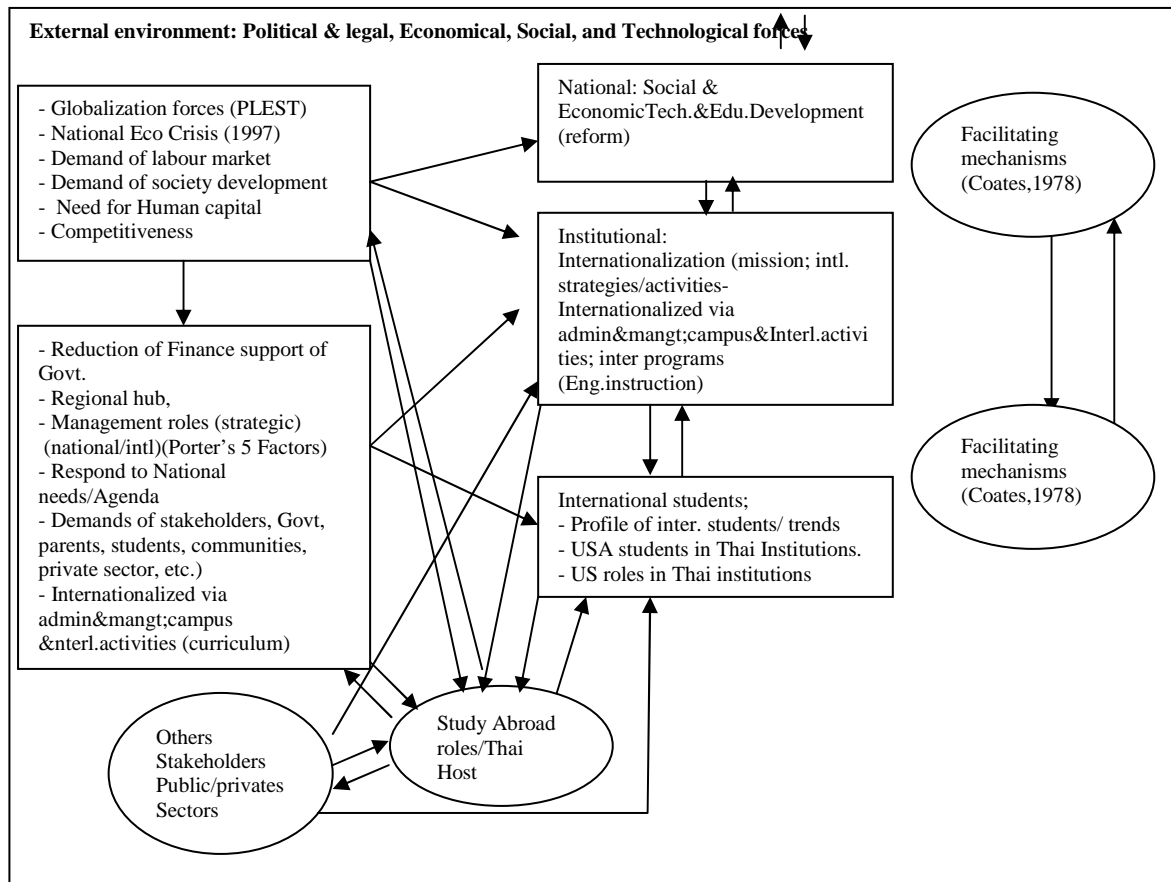 External environment: Political & legal, Economical, Social, and Technological forces
- Globalization forces (PLEST)
- National Eco Crisis (1997)
- Demand of labour market
- Demand of society development
- Need for Human capital
- Competitiveness
National: Social &
EconomicTech.&Edu.Development
(reform)
Facilitating
mechanisms
(Coates,1978)
Institutional:
Internationalization (mission; intl.
strategies/activities-
Internationalized via
admin&mangt;campus&Interl.activi
ties; inter programs
(Eng.instruction)
- Reduction of Finance support of
Govt.
- Regional hub,
- Management roles (strategic)
(national/intl)(Porter’s 5 Factors)
- Respond to National
needs/Agenda
- Demands of stakeholders, Govt,
parents, students, communities,
private sector, etc.)
- Internationalized via
admin&mangt;campus
&nterl.activities (curriculum)
Facilitating
mechanisms
(Coates,1978)
International students;
- Profile of inter. students/ trends
- USA students in Thai Institutions.
- US roles in Thai institutions
Others
Stakeholders
Public/privates
Sectors
Study Abroad
roles/Thai
Host